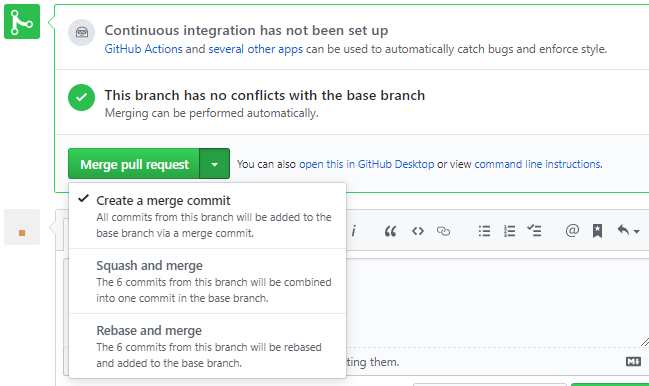 Continuous integration has not been set up
GitHub Actions and several other apps can be used to automatically catch bugs and enforce style.
This branch has no conflicts with the base branch
Merging can be performed automatically.
Merge pull request
You can also open this in GitHub Desktop or view command line instructions.
Create a merge commit
All commits from this branch will be added to the
base branch via a merge commit.
Squash and merge
The 6 commits from this branch will be combined
into one commit in the base branch.
Rebase and merge
The 6 commits from this branch will be rebased
and added to the base branch.
ting them.